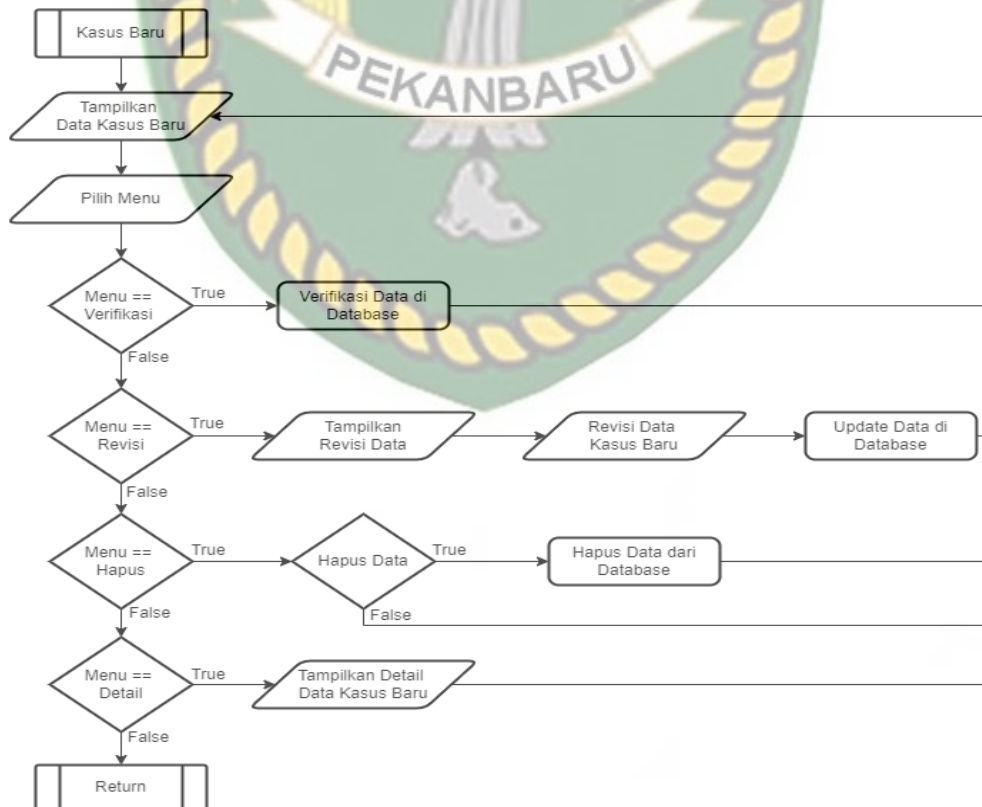 Kasus Baru
PEKANBARU
Tampilkan
Data Kasus Baru
Pilih Menu
Menu ==
Verifikasi
True
Verifikasi Data di
Database
False
Menu ==
Revisi
True
Tampilkan
Revisi Data
Revisi Data
Kasus Baru
Update Data di
Database
False
Menu ==
Hapus
True
Hapus Data
True
Hapus Data dari
Database
False
False
Menu ==
Detail
True
Tampilkan Detail
Data Kasus Baru
False
Return